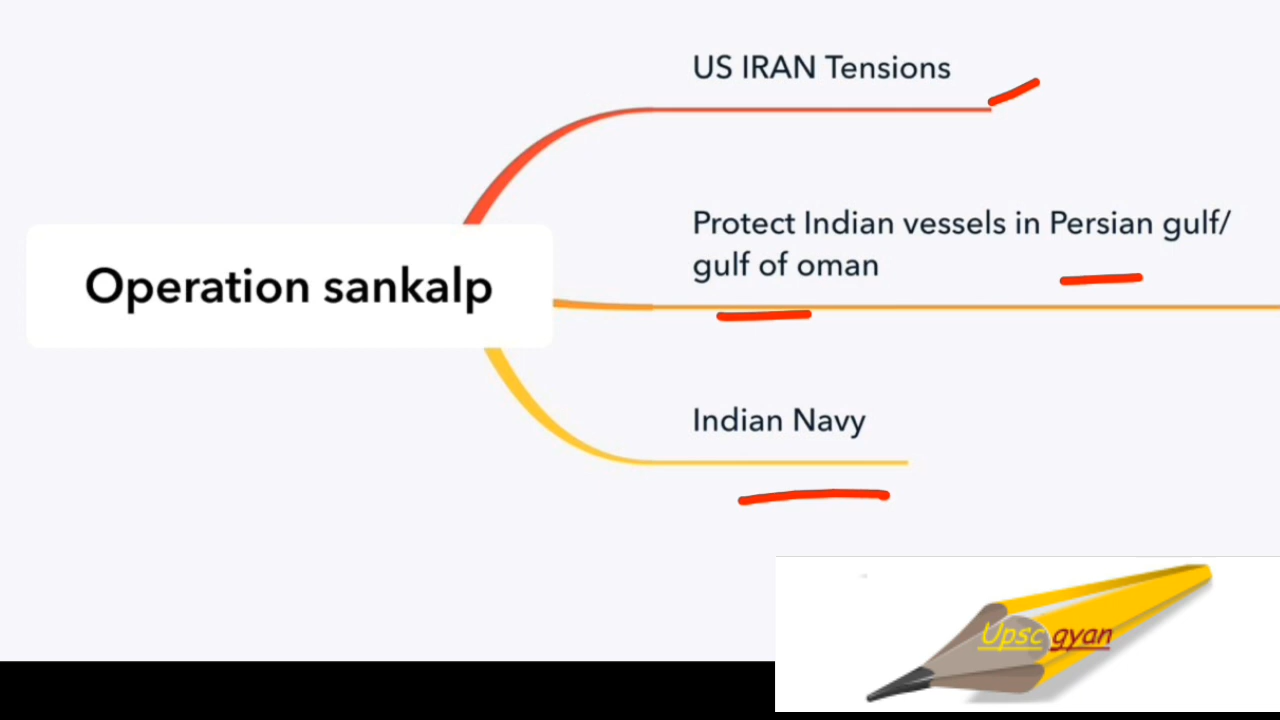 US IRAN Tensions
Protect Indian vessels in Persian gulf/
gulf of oman
Operation sankalp
Indian Navy
Upsc gyan